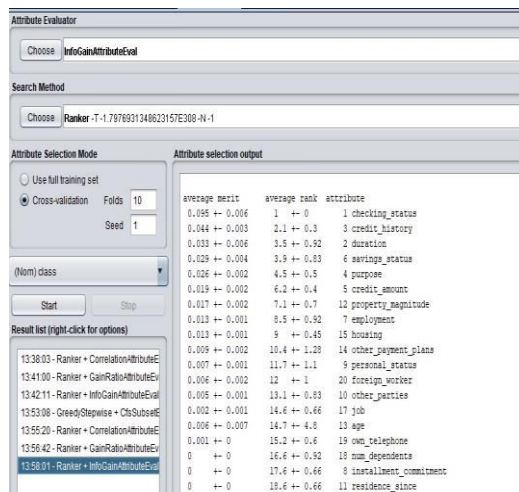 Attribute Evaluator
Choose InfoGainAttributeEval
Search Method
Choose Ranker -T -1.7976931348623157E308 -N -1
Attribute Selection Mode
Use full training set
Cross-validation Folds 10
Seed 1
(Nom) class
Start Stop
Result list (right-click for options)
13:38:03 - Ranker + CorrelationAttributeE
13:41:00 - Ranker + GainRatioAttributeEv
13:42:11 - Ranker + InfoGainAttributeEval
13:53:08 - GreedyStepwise + CfsSubsetE
13:55:20 - Ranker + CorrelationAttributeE
13:56:42 - Ranker + GainRatioAttributeEv
13:58:01 - Ranker + InfoGainAttributeEval
Attribute selection output
average merit average rank attribute
0.095 +- 0.006 1 +- 0 1 checking_status
0.044 +- 0.003 2.1 +- 0.3 3 credit_history
0.033 +- 0.006 3.5 +- 0.92 2 duration
0.029 +- 0.004 3.9 +- 0.83 6 savings_status
0.026 +- 0.002 4.5 +- 0.5 4 purpose
0.019 +- 0.002 6.2 +- 0.4 5 credit_amount
0.017 +- 0.002 7.1 +- 0.7 12 property_magnitude
0.013 +- 0.001 8.5 +- 0.92 7 employment
0.013 +- 0.001 9 +- 0.45 15 housing
0.009 +- 0.002 10.4 +- 1.28 14 other_payment_plans
0.007 +- 0.001 11.7 +- 1.1 9 personal_status
0.006 +- 0.002 12 +- 1 20 foreign_worker
0.005 +- 0.001 13.1 +- 0.83 10 other_parties
0.002 +- 0.001 14.6 +- 0.66 17 job
0.006 +- 0.007 14.7 +- 4.8 13 age
0.001 +- 0 15.2 +- 0.6 19 own_telephone
0 +- 0 16.6 +- 0.92 18 num_dependents
0 +- 0 17.6 +- 0.66 8 installment_commitment
0 +- 0 18.6 +- 0.66 11 residence_since